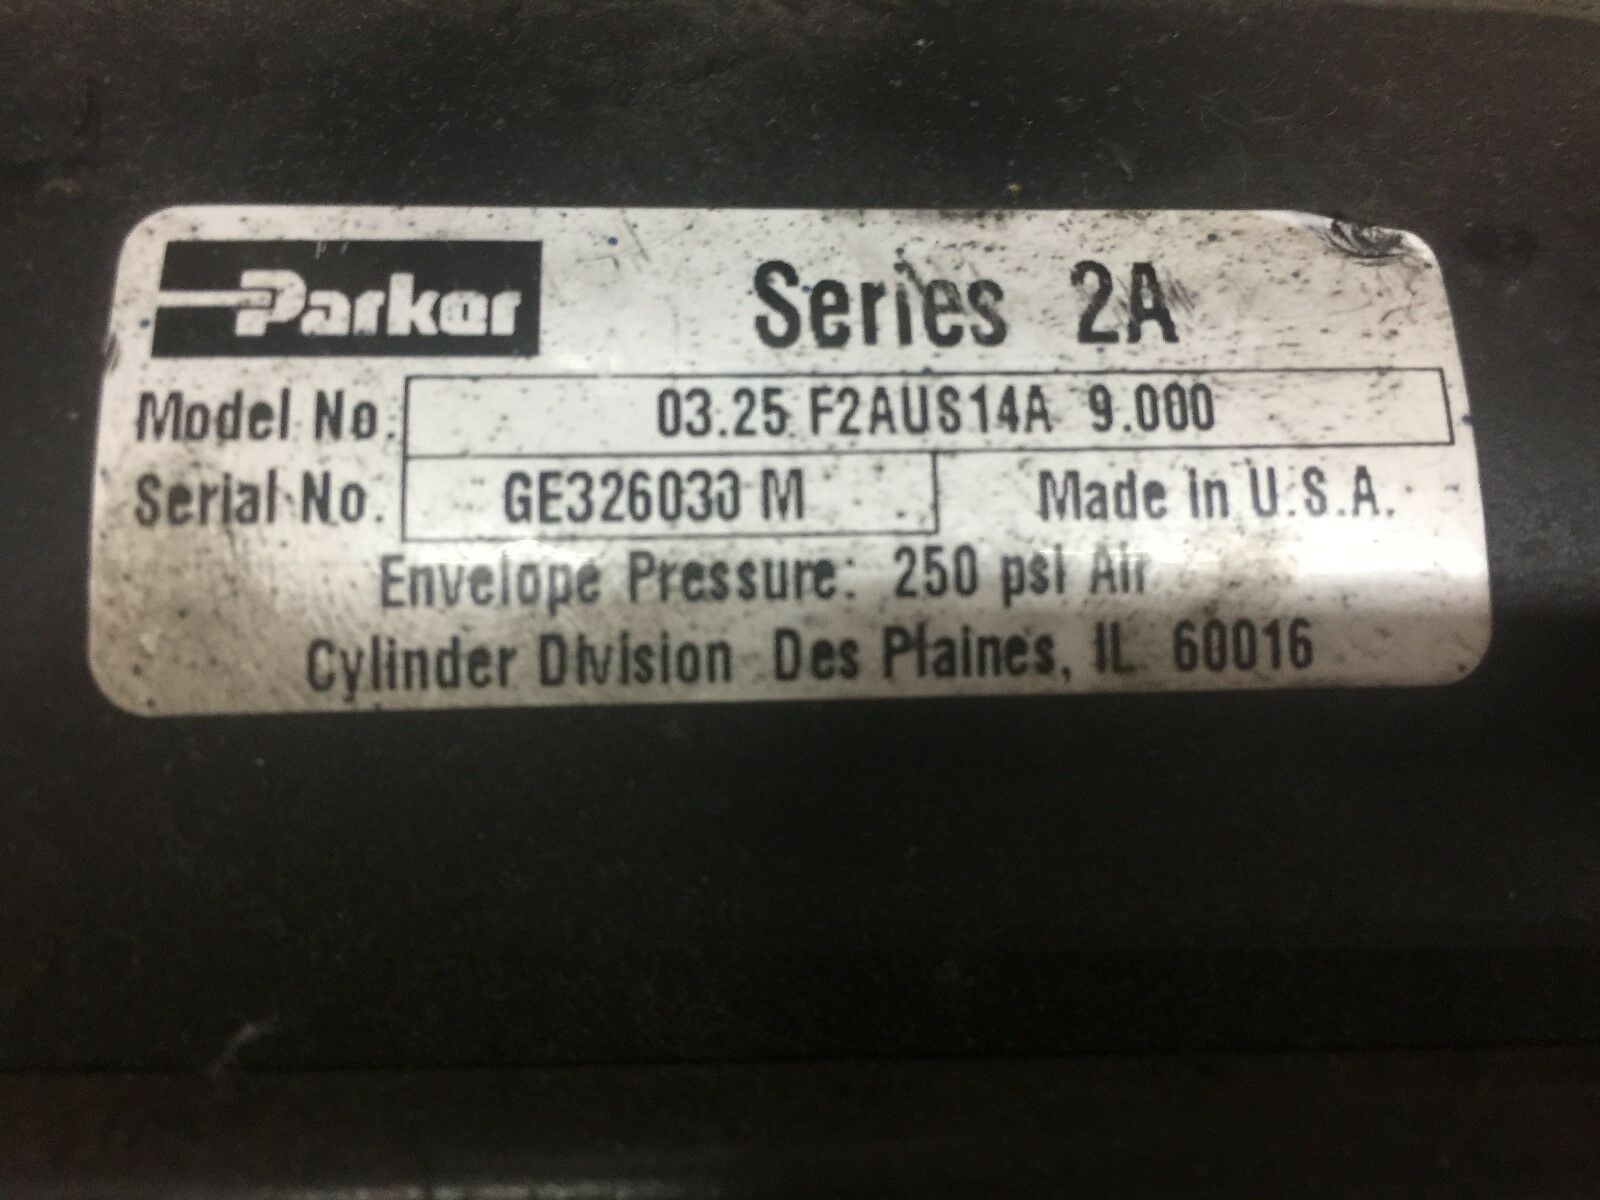 Parker Series 2A
Model No. 03.25 F2AUS14A 9.000
Serial No. GE326030 M Made in U.S.A.
Envelope Pressure: 250 psi Air
Cylinder Division Des Plaines, IL 60016